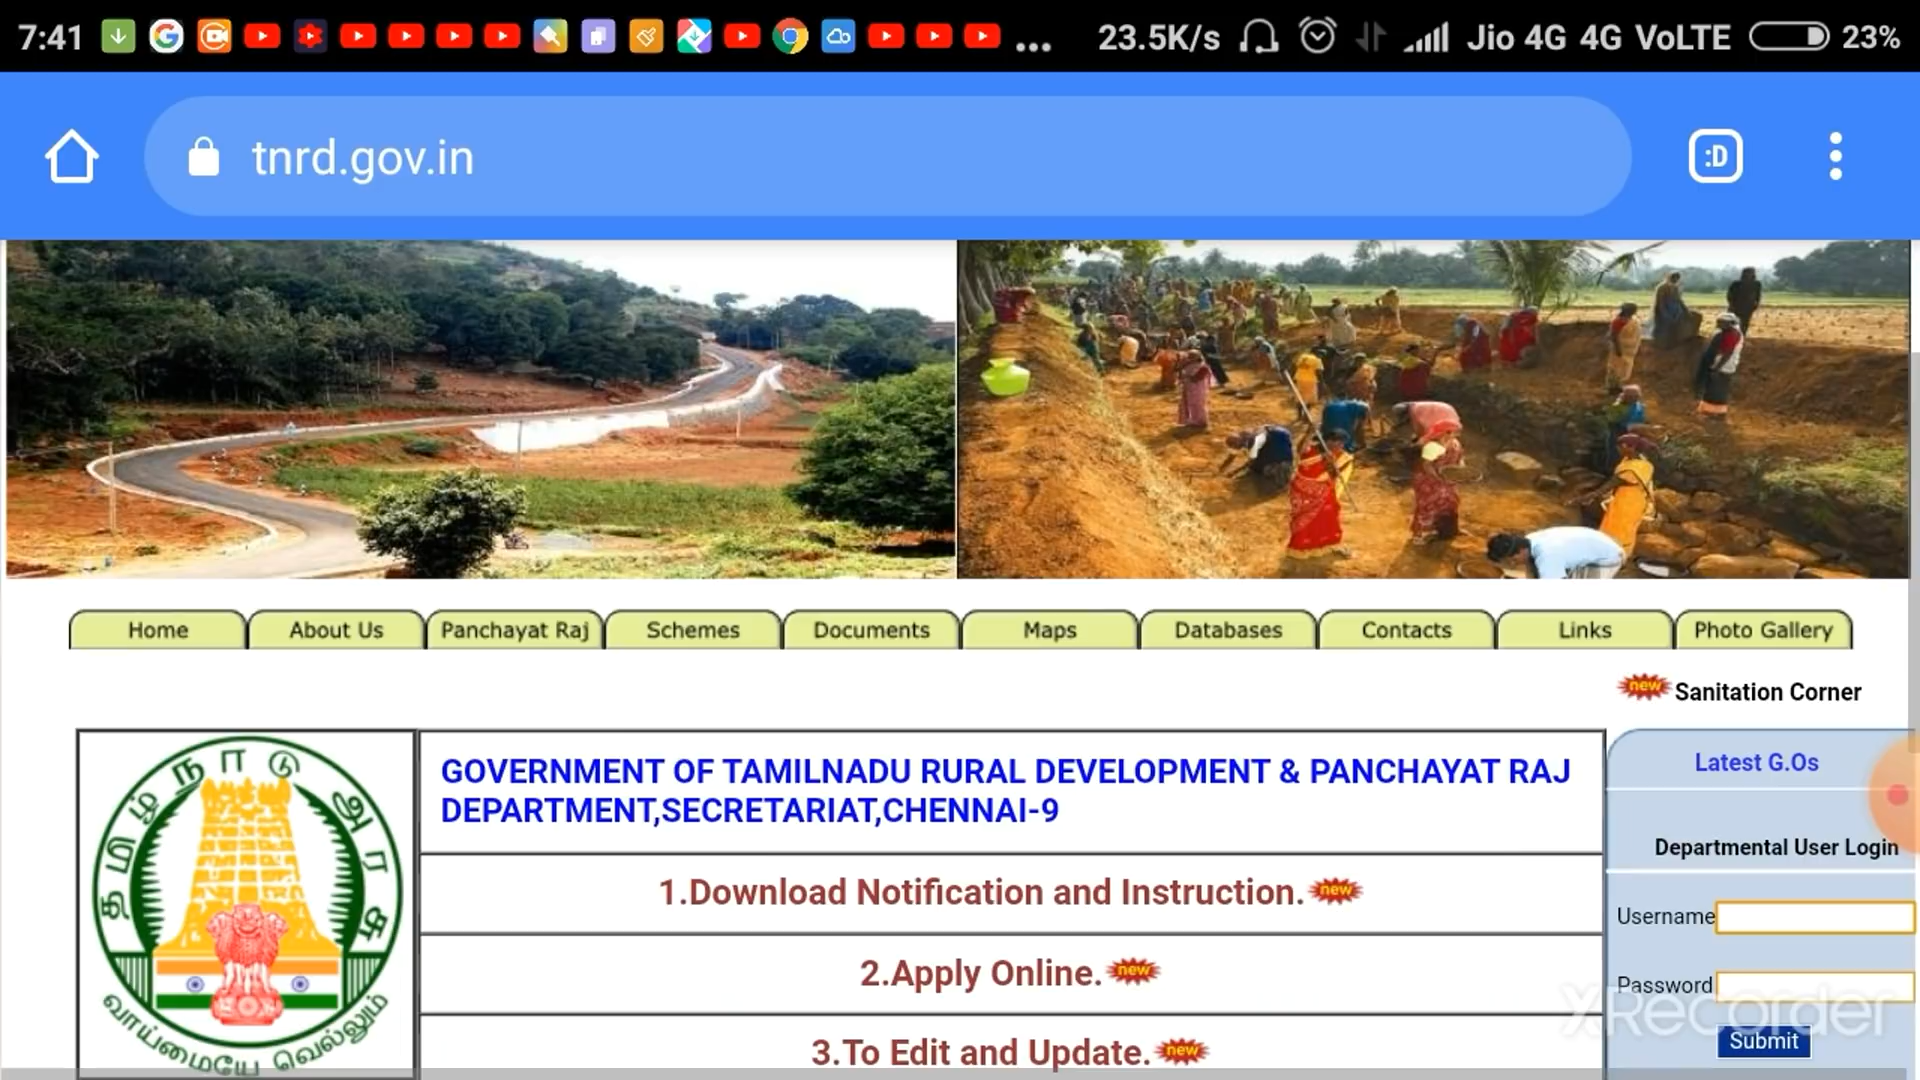 7:41 ... 23.5K/s Jio 4G 4G VoLTE 23%
tnrd.gov.in :D
Home About Us Panchayat Raj Schemes Documents Maps Databases Contacts Links Photo Gallery
new Sanitation Corner
தமிழ்நாடு அரசு
வாய்மையே வெல்லும்
GOVERNMENT OF TAMILNADU RURAL DEVELOPMENT & PANCHAYAT RAJ
DEPARTMENT,SECRETARIAT,CHENNAI-9
1.Download Notification and Instruction. new
2.Apply Online. new
3.To Edit and Update. new
Latest G.Os
Departmental User Login
Username
Password
XRecorder
Submit